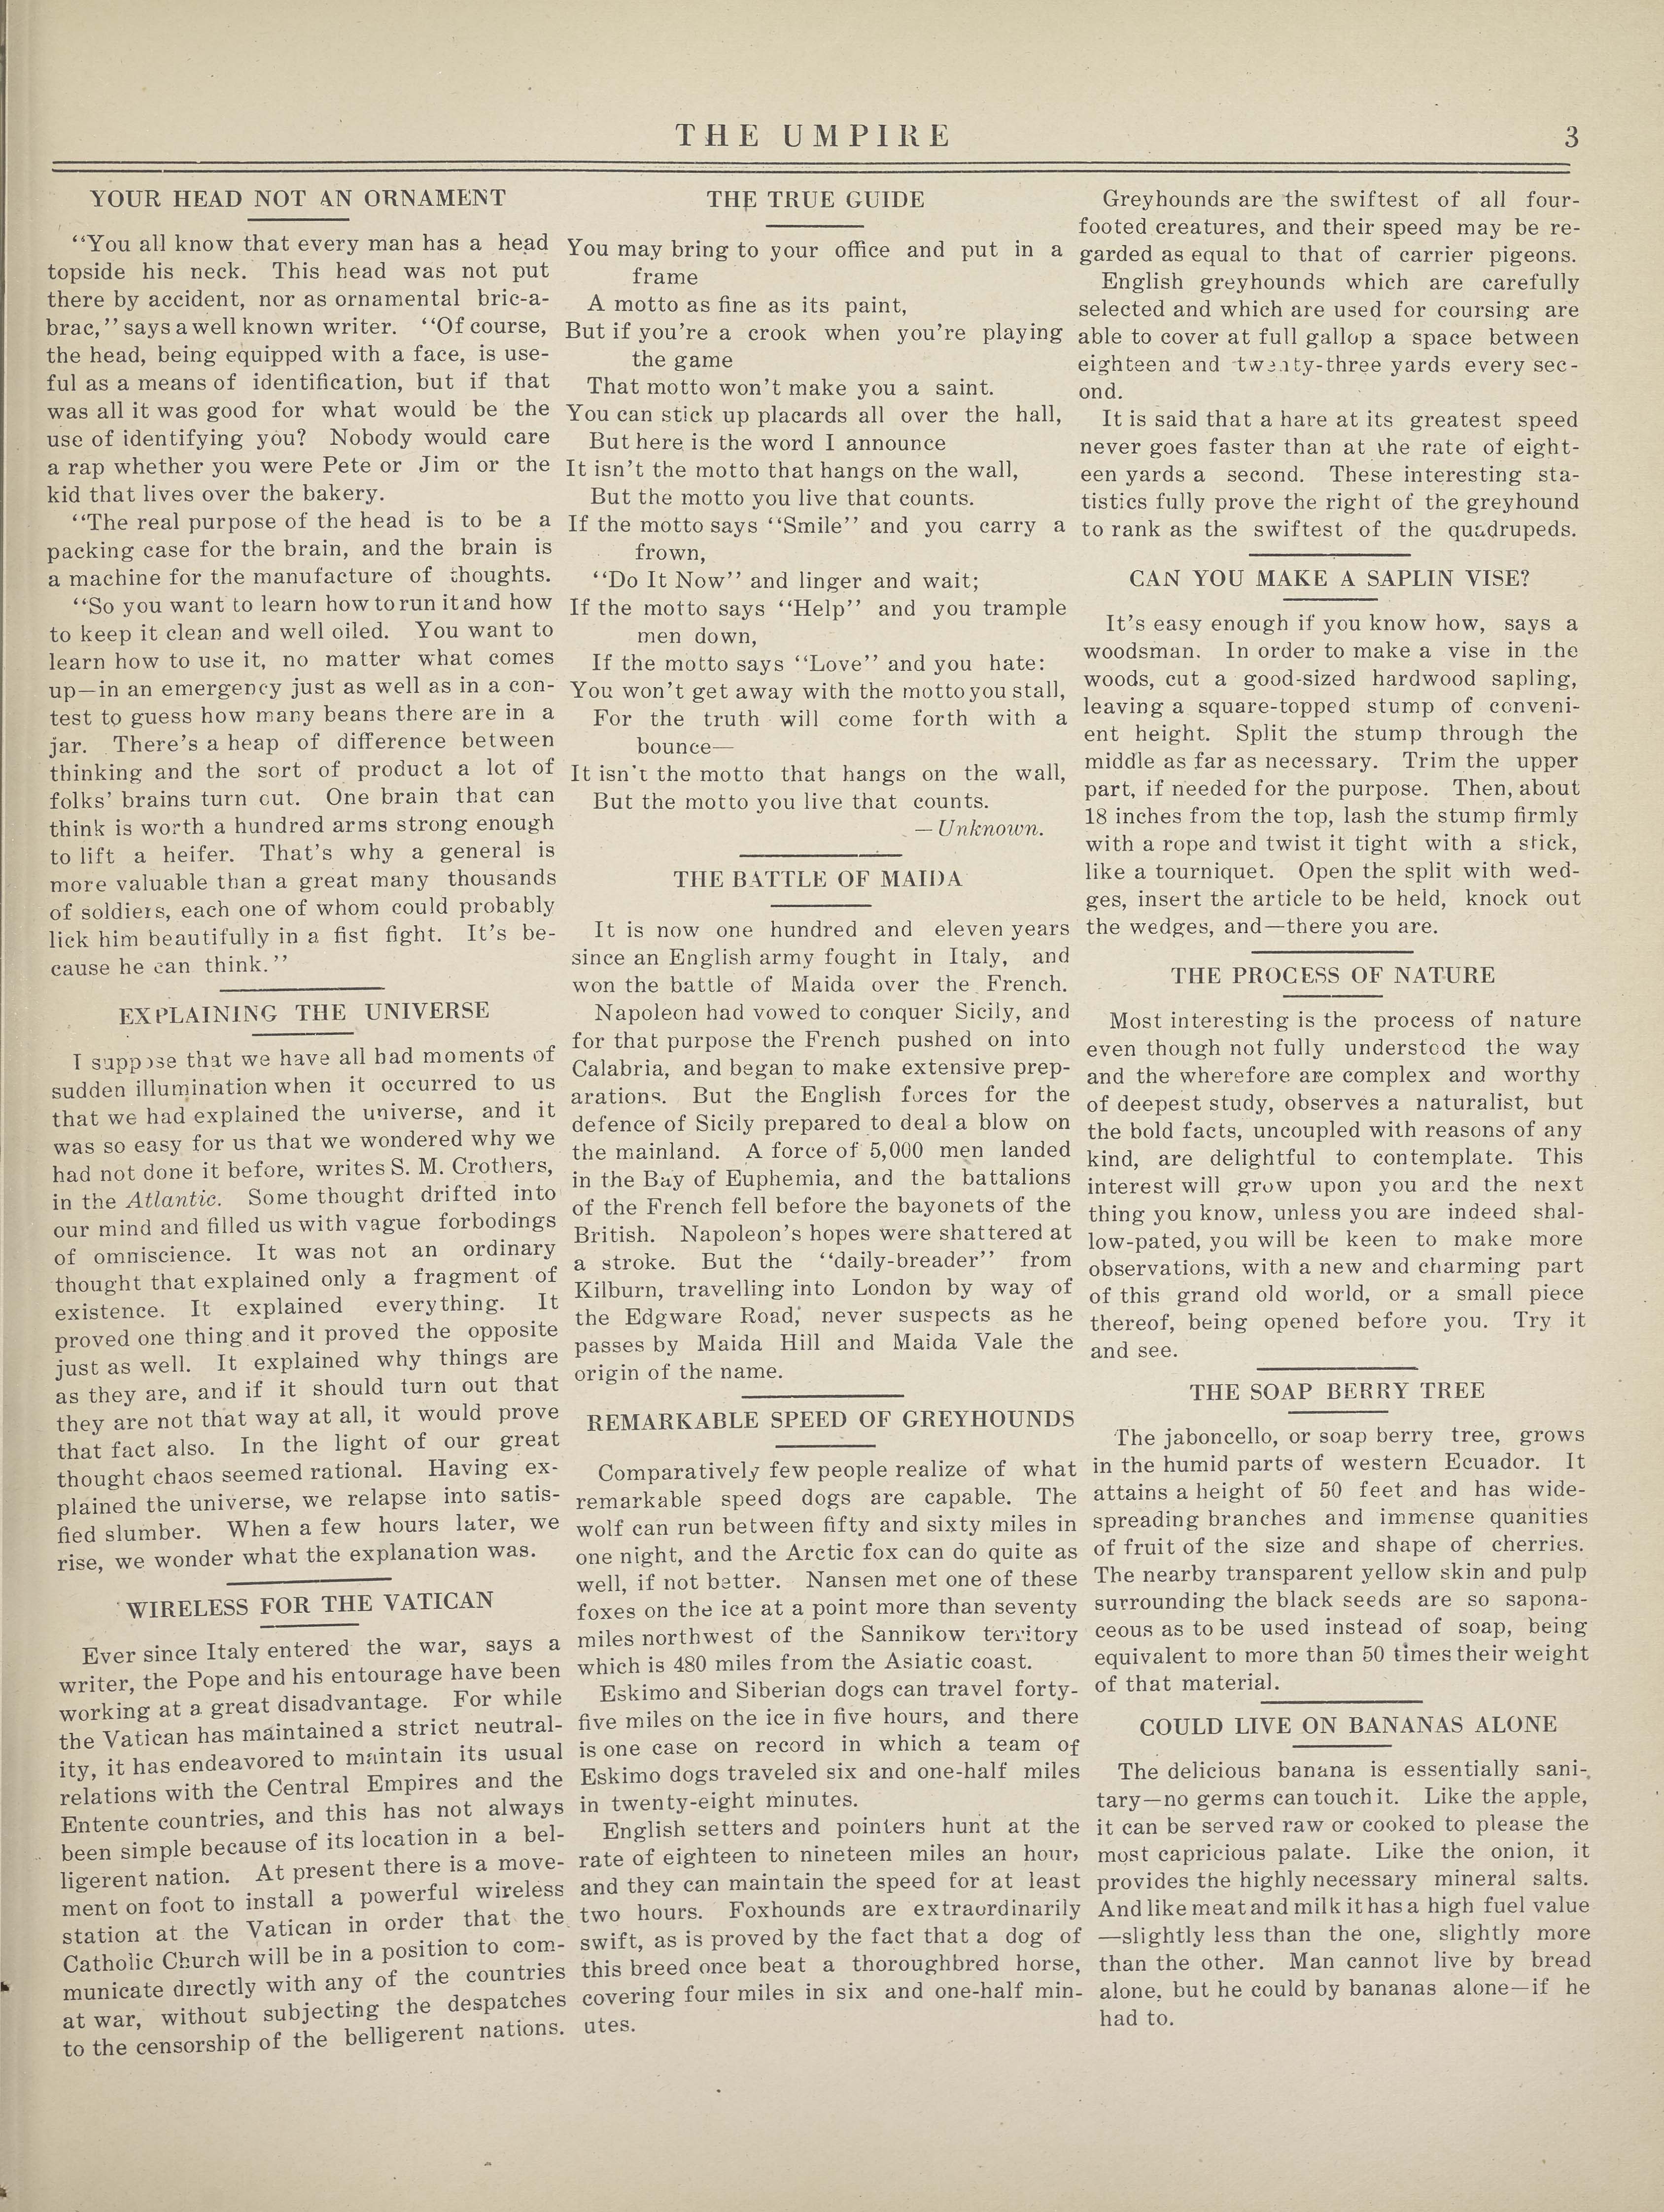 THE UMPIRE
3
YOUR HEAD NOT AN ORNAMENT
"You all know that every man has a head
topside his neck. This head was not put
there by accident, nor as ornamental bric-a-
brac," says a well known writer. "Of course,
the head, being equipped with a face, is use-
ful as a means of identification, but if that
was all it was good for what would be the
use of identifying you? Nobody would care
a rap whether you were Pete or Jim or the
kid that lives over the bakery.
"The real purpose of the head is to be a
packing case for the brain, and the brain is
a machine for the manufacture of thoughts.
"So you want to learn how to run it and how
to keep it clean and well oiled. You want to
learn how to use it, no matter what comes
up—in an emergency just as well as in a con-
test to guess how many beans there are in a
jar. There's a heap of difference between
thinking and the sort of product a lot of
folks' brains turn out. One brain that can
think is worth a hundred arms strong enough
to lift a heifer. That's why a general is
more valuable than a great many thousands
of soldiers, each one of whom could probably
lick him beautifully in a fist fight. It's be-
cause he can think."
EXPLAINING THE UNIVERSE
I suppose that we have all had moments of
sudden illumination when it occurred to us
that we had explained the universe, and it
was so easy for us that we wondered why we
had not done it before, writes S. M. Crothers,
in the Atlantic. Some thought drifted into
our mind and filled us with vague forbodings
of omniscience. It was not an ordinary
thought that explained only a fragment of
existence. It explained everything. It
proved one thing and it proved the opposite
just as well. It explained why things are
as they are, and if it should turn out that
they are not that way at all, it would prove
that fact also. In the light of our great
thought chaos seemed rational. Having ex-
plained the universe, we relapse into satis-
fied slumber. When a few hours later, we
rise, we wonder what the explanation was.
WIRELESS FOR THE VATICAN
Ever since Italy entered the war, says a
writer, the Pope and his entourage have been
working at a great disadvantage. For while
the Vatican has maintained a strict neutral-
ity, it has endeavored to maintain its usual
relations with the Central Empires and the
Entente countries, and this has not always
been simple because of its location in a bel-
ligerent nation. At present there is a move-
ment on foot to install a powerful wireless
station at the Vatican in order that the
Catholic Church will be in a position to com-
municate directly with any of the countries
at war, without subjecting the despatches
to the censorship of the belligerent nations.
THE TRUE GUIDE
You may bring to your office and put in a
frame
A motto as fine as its paint,
But if you're a crook when you're playing
the game
That motto won't make you a saint.
You can stick up placards all over the hall,
But here is the word I announce
It isn't the motto that hangs on the wall,
But the motto you live that counts.
If the motto says "Smile" and you carry a
frown,
"Do It Now" and linger and wait;
If the motto says "Help" and you trample
men down,
If the motto says "Love" and you hate:
You won't get away with the motto you stall,
For the truth will come forth with a
bounce—
It isn't the motto that hangs on the wall,
But the motto you live that counts.
—Unknown.
THE BATTLE OF MAIDA
It is now one hundred and eleven years
since an English army fought in Italy, and
won the battle of Maida over the French.
Napoleon had vowed to conquer Sicily, and
for that purpose the French pushed on into
Calabria, and began to make extensive prep-
arations. But the English forces for the
defence of Sicily prepared to deal a blow on
the mainland. A force of 5,000 men landed
in the Bay of Euphemia, and the battalions
of the French fell before the bayonets of the
British. Napoleon's hopes were shattered at
a stroke. But the "daily-breader" from
Kilburn, travelling into London by way of
the Edgware Road, never suspects as he
passes by Maida Hill and Maida Vale the
origin of the name.
REMARKABLE SPEED OF GREYHOUNDS
Comparatively few people realize of what
remarkable speed dogs are capable. The
wolf can run between fifty and sixty miles in
one night, and the Arctic fox can do quite as
well, if not better. Nansen met one of these
foxes on the ice at a point more than seventy
miles northwest of the Sannikow territory
which is 480 miles from the Asiatic coast.
Eskimo and Siberian dogs can travel forty-
five miles on the ice in five hours, and there
is one case on record in which a team of
Eskimo dogs traveled six and one-half miles
in twenty-eight minutes.
English setters and pointers hunt at the
rate of eighteen to nineteen miles an hour,
and they can maintain the speed for at least
two hours. Foxhounds are extraordinarily
swift, as is proved by the fact that a dog of
this breed once beat a thoroughbred horse,
covering four miles in six and one-half min-
utes.
Greyhounds are the swiftest of all four-
footed creatures, and their speed may be re-
garded as equal to that of carrier pigeons.
English greyhounds which are carefully
selected and which are used for coursing are
able to cover at full gallop a space between
eighteen and twenty-three yards every sec-
ond.
It is said that a hare at its greatest speed
never goes faster than at the rate of eight-
een yards a second. These interesting sta-
tistics fully prove the right of the greyhound
to rank as the swiftest of the quadrupeds.
CAN YOU MAKE A SAPLIN VISE?
It's easy enough if you know how, says a
woodsman. In order to make a vise in the
woods, cut a good-sized hardwood sapling,
leaving a square-topped stump of conveni-
ent height. Split the stump through the
middle as far as necessary. Trim the upper
part, if needed for the purpose. Then, about
18 inches from the top, lash the stump firmly
with a rope and twist it tight with a stick,
like a tourniquet. Open the split with wed-
ges, insert the article to be held, knock out
the wedges, and—there you are.
THE PROCESS OF NATURE
Most interesting is the process of nature
even though not fully understood the way
and the wherefore are complex and worthy
of deepest study, observes a naturalist, but
the bold facts, uncoupled with reasons of any
kind, are delightful to contemplate. This
interest will grow upon you and the next
thing you know, unless you are indeed shal-
low-pated, you will be keen to make more
observations, with a new and charming part
of this grand old world, or a small piece
thereof, being opened before you. Try it
and see.
THE SOAP BERRY TREE
The jaboncello, or soap berry tree, grows
in the humid parts of western Ecuador. It
attains a height of 50 feet and has wide-
spreading branches and immense quanities
of fruit of the size and shape of cherries.
The nearby transparent yellow skin and pulp
surrounding the black seeds are so sapona-
ceous as to be used instead of soap, being
equivalent to more than 50 times their weight
of that material.
COULD LIVE ON BANANAS ALONE
The delicious banana is essentially sani-
tary—no germs can touch it. Like the apple,
it can be served raw or cooked to please the
most capricious palate. Like the onion, it
provides the highly necessary mineral salts.
And like meat and milk it has a high fuel value
—slightly less than the one, slightly more
than the other. Man cannot live by bread
alone, but he could by bananas alone—if he
had to.